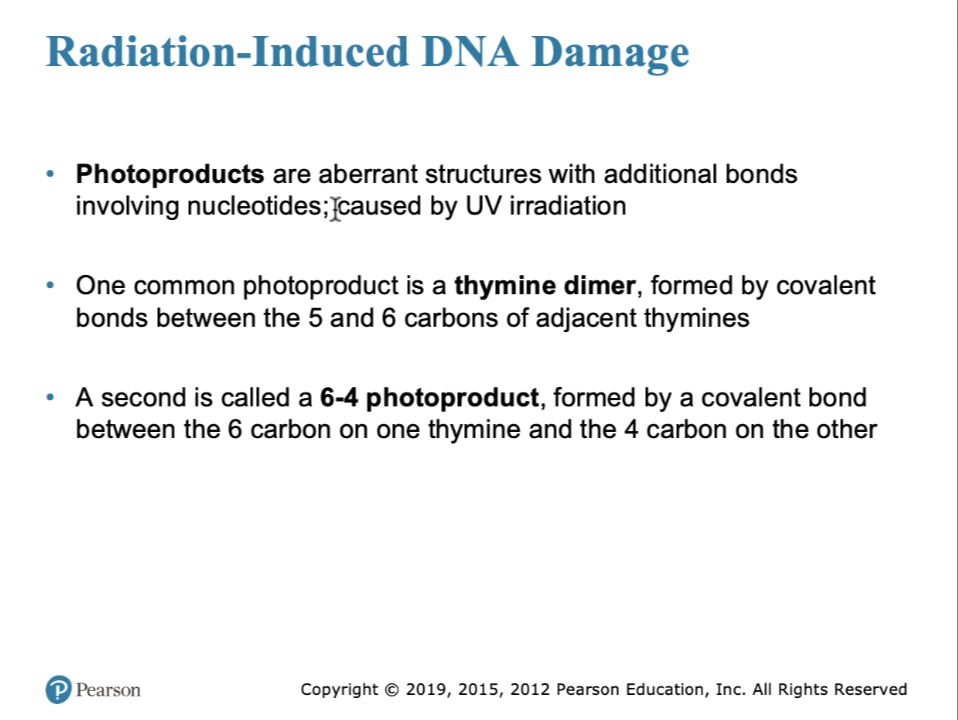 Radiation-Induced DNA Damage
• Photoproducts are aberrant structures with additional bonds
involving nucleotides; caused by UV irradiation
• One common photoproduct is a thymine dimer, formed by covalent
bonds between the 5 and 6 carbons of adjacent thymines
• A second is called a 6-4 photoproduct, formed by a covalent bond
between the 6 carbon on one thymine and the 4 carbon on the other
P Pearson
Copyright © 2019, 2015, 2012 Pearson Education, Inc. All Rights Reserved